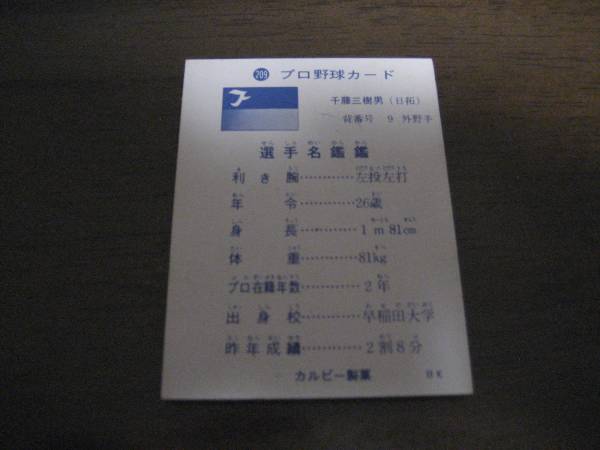 209 プロ野球カード
千藤三樹男(日拓)
背番号 9 外野手
選手名鑑鑑
利き腕…………左投左打
年令…………26歳
身長…………1m81cm
体重…………81kg
プロ在籍年数…………2年
出身校…………早稲田大学
昨年成績…………2割8分
カルビー製菓